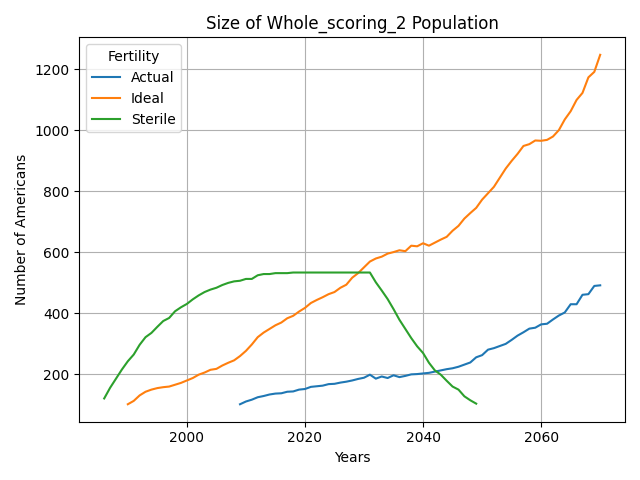 Size of Whole_scoring_2 Population
Fertility
Actual
Ideal
Sterile
Number of Americans
1200
1000
800
600
400
200
2000
2020
2040
2060
Years